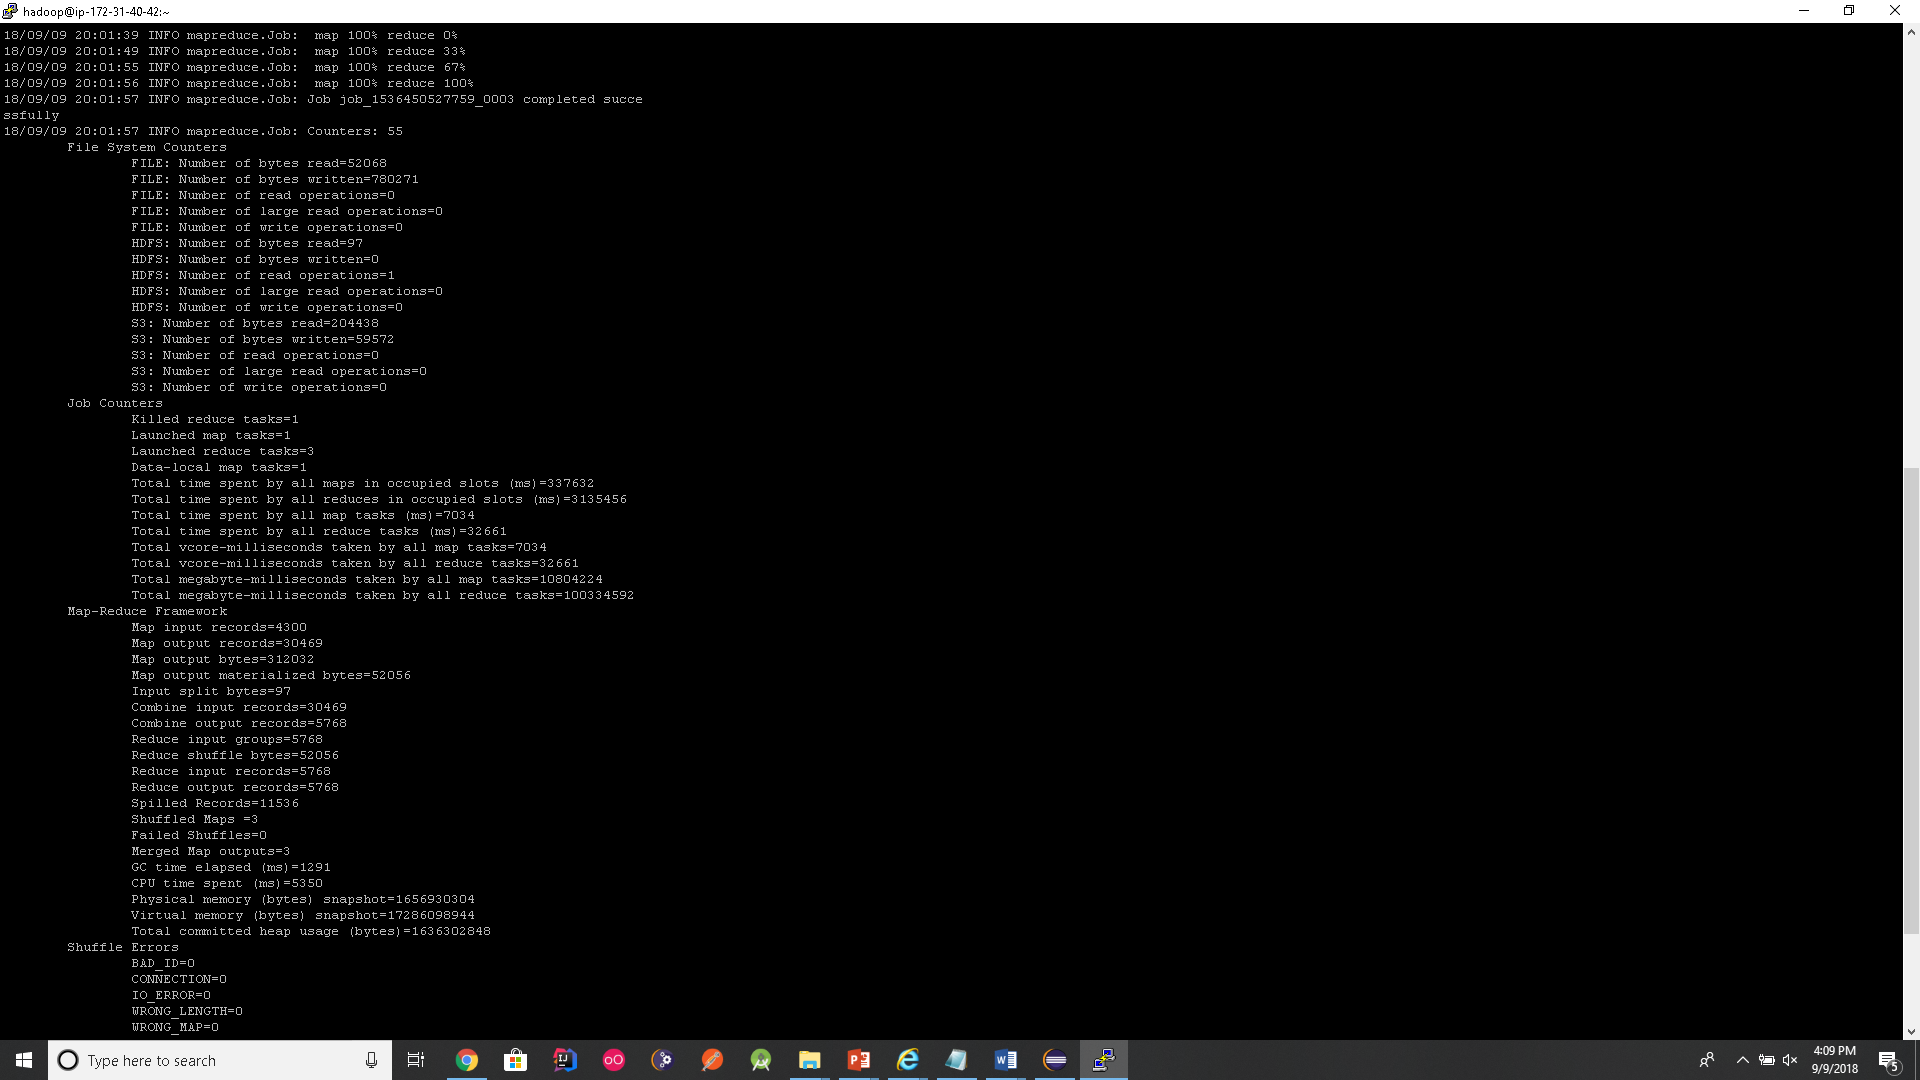 hadoop@ip-172-31-40-42:~
18/09/09 20:01:39 INFO mapreduce.Job:  map 100% reduce 0%
18/09/09 20:01:49 INFO mapreduce.Job:  map 100% reduce 33%
18/09/09 20:01:55 INFO mapreduce.Job:  map 100% reduce 67%
18/09/09 20:01:56 INFO mapreduce.Job:  map 100% reduce 100%
18/09/09 20:01:57 INFO mapreduce.Job: Job job_1536450527759_0003 completed succe
ssfully
18/09/09 20:01:57 INFO mapreduce.Job: Counters: 55
File System Counters
FILE: Number of bytes read=52068
FILE: Number of bytes written=780271
FILE: Number of read operations=0
FILE: Number of large read operations=0
FILE: Number of write operations=0
HDFS: Number of bytes read=97
HDFS: Number of bytes written=0
HDFS: Number of read operations=1
HDFS: Number of large read operations=0
HDFS: Number of write operations=0
S3: Number of bytes read=204438
S3: Number of bytes written=59572
S3: Number of read operations=0
S3: Number of large read operations=0
S3: Number of write operations=0
Job Counters
Killed reduce tasks=1
Launched map tasks=1
Launched reduce tasks=3
Data-local map tasks=1
Total time spent by all maps in occupied slots (ms)=337632
Total time spent by all reduces in occupied slots (ms)=3135456
Total time spent by all map tasks (ms)=7034
Total time spent by all reduce tasks (ms)=32661
Total vcore-milliseconds taken by all map tasks=7034
Total vcore-milliseconds taken by all reduce tasks=32661
Total megabyte-milliseconds taken by all map tasks=10804224
Total megabyte-milliseconds taken by all reduce tasks=100334592
Map-Reduce Framework
Map input records=4300
Map output records=30469
Map output bytes=312032
Map output materialized bytes=52056
Input split bytes=97
Combine input records=30469
Combine output records=5768
Reduce input groups=5768
Reduce shuffle bytes=52056
Reduce input records=5768
Reduce output records=5768
Spilled Records=11536
Shuffled Maps =3
Failed Shuffles=0
Merged Map outputs=3
GC time elapsed (ms)=1291
CPU time spent (ms)=5350
Physical memory (bytes) snapshot=1656930304
Virtual memory (bytes) snapshot=17286098944
Total committed heap usage (bytes)=1636302848
Shuffle Errors
BAD_ID=0
CONNECTION=0
IO_ERROR=0
WRONG_LENGTH=0
WRONG_MAP=0
Type here to search
4:09 PM
9/9/2018
5